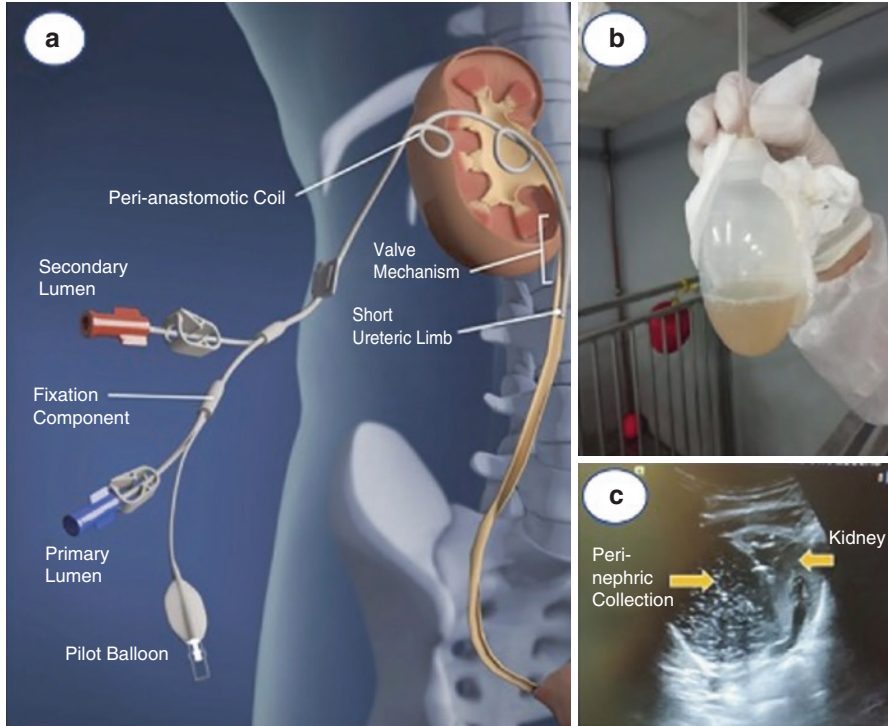 a
Peri-anastomotic Coil
Secondary
Lumen
Valve
Mechanism
Short
Ureteric Limb
Fixation
Component
Primary
Lumen
Pilot Balloon
b
c
Kidney
Peri-
nephric
Collection